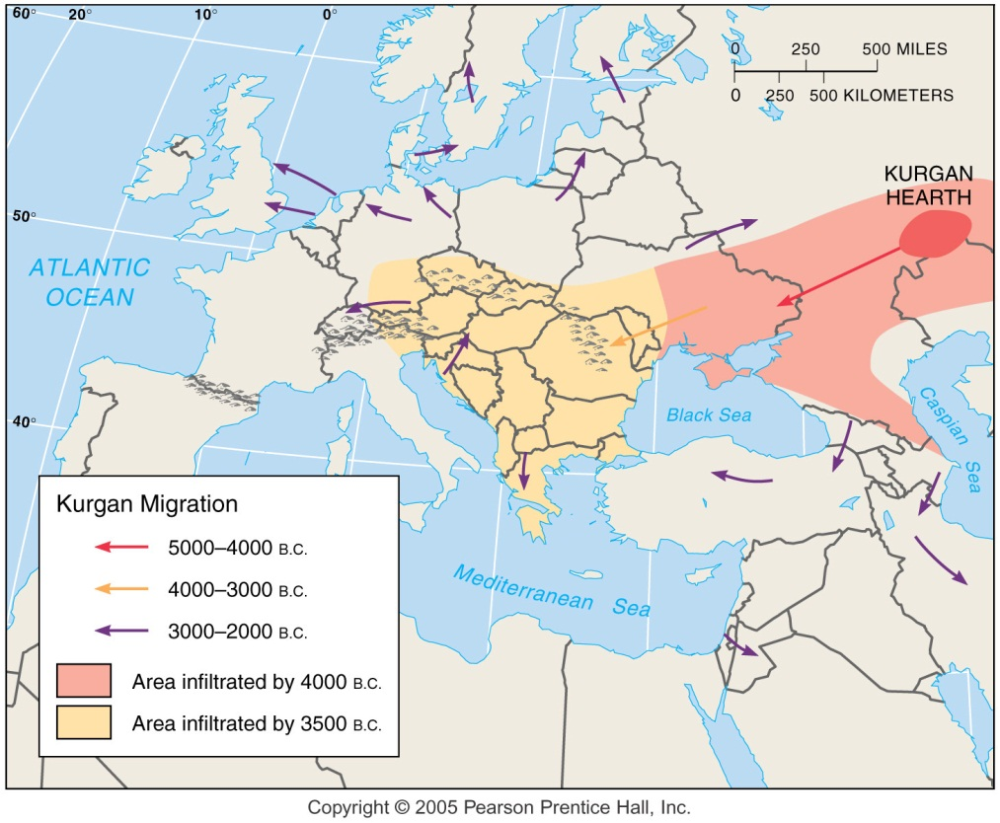 60° 20° 10° 0°
0 250 500 MILES
0 250 500 KILOMETERS
KURGAN
HEARTH
50°
ATLANTIC
OCEAN
40°
Black Sea
Caspian
Sea
Mediterranean Sea
Kurgan Migration
5000–4000 B.C.
4000–3000 B.C.
3000–2000 B.C.
Area infiltrated by 4000 B.C.
Area infiltrated by 3500 B.C.
Copyright © 2005 Pearson Prentice Hall, Inc.